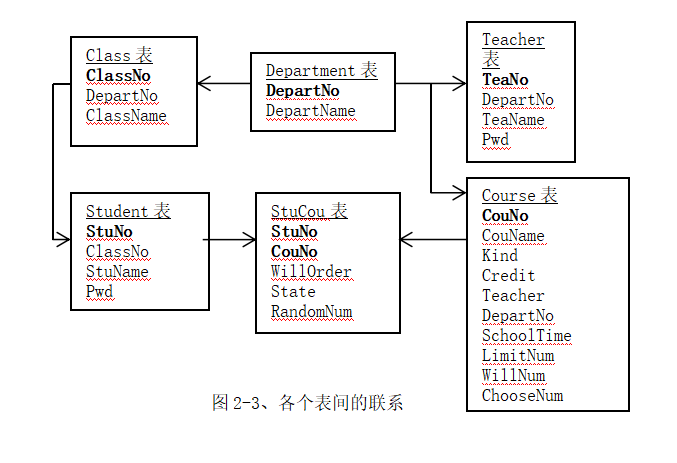 Class 表
ClassNo
DepartNo
ClassName
Department 表
DepartNo
DepartName
Teacher
表
TeaNo
DepartNo
TeaName
Pwd
Student 表
StuNo
ClassNo
StuName
Pwd
StuCou 表
StuNo
CouNo
WillOrder
State
RandomNum
Course 表
CouNo
CouName
Kind
Credit
Teacher
DepartNo
SchoolTime
LimitNum
WillNum
ChooseNum
图 2-3、各个表间的联系